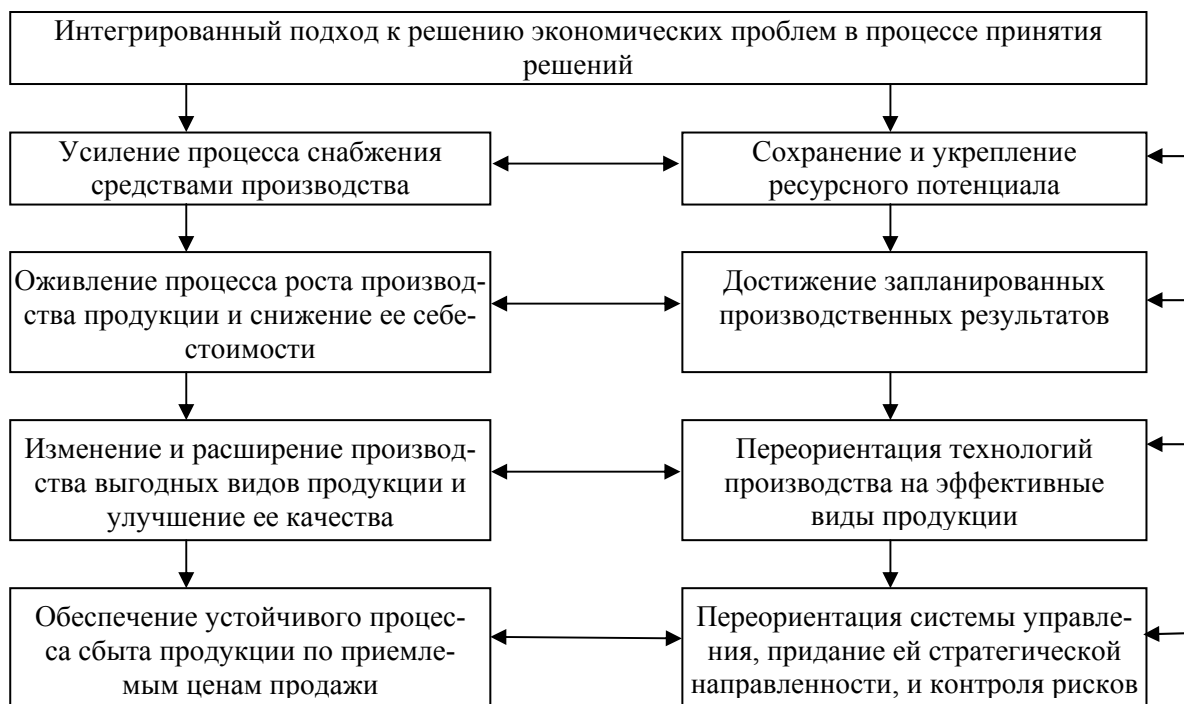 Интегрированный подход к решению экономических проблем в процессе принятия
решений
Усиление процесса снабжения
средствами производства
Сохранение и укрепление
ресурсного потенциала
Оживление процесса роста производ-
ства продукции и снижение ее себе-
стоимости
Достижение запланированных
производственных результатов
Изменение и расширение производ-
ства выгодных видов продукции и
улучшение ее качества
Переориентация технологий
производства на эффективные
виды продукции
Обеспечение устойчивого процес-
са сбыта продукции по приемле-
мым ценам продажи
Переориентация системы управле-
ния, придание ей стратегической
направленности, и контроля рисков